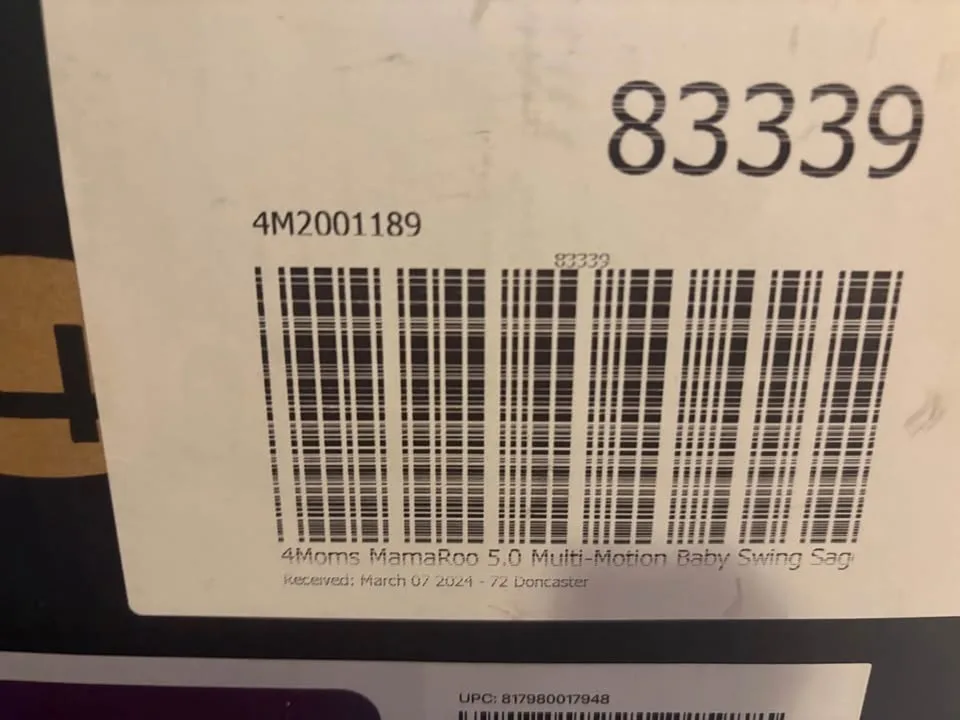 83339
4M2001189
83339
4Moms MamaRoo 5.0 Multi-Motion Baby Swing Sag
Received: March 07 2024 - 72 Doncaster
UPC: 817980017948